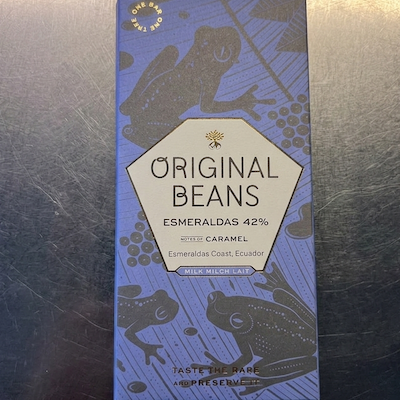 ONE BAR ONE TREE
ORIGINAL
BEANS
ESMERALDAS 42%
NOTES OF CARAMEL
Esmeraldas Coast, Ecuador
MILK MILCH LAIT
TASTE THE RARE
AND PRESERVE IT